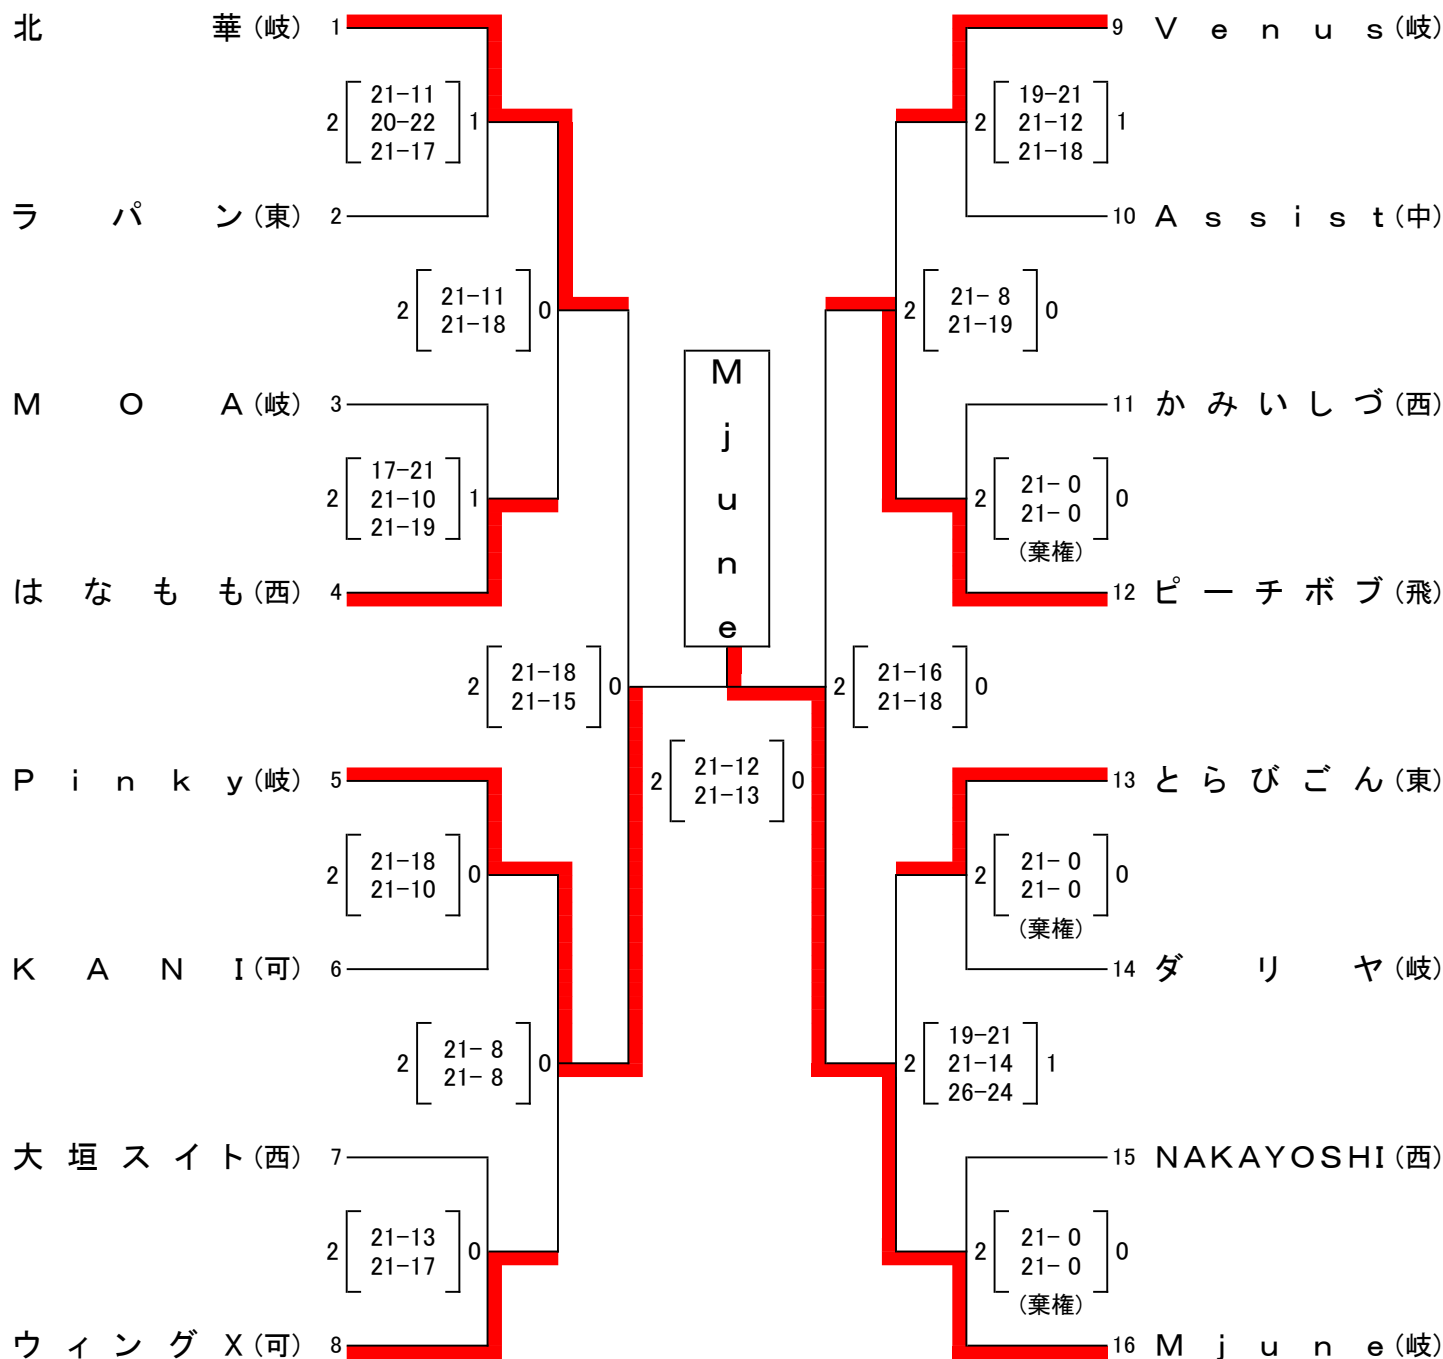 北華(岐) 1
2 21-11 1
20-22
21-17
ラパン(東) 2
2 21-11 0
21-18
MOA(岐) 3
2 17-21 1
21-10
21-19
はなもも(西) 4
2 21-18 0
21-15
Pinky(岐) 5
2 21-18 0
21-10
KANI(可) 6
2 21- 8 0
21- 8
大垣スイト(西) 7
2 21-13 0
21-17
ウィングX(可) 8
Mjune
2 21-12 0
21-13
9 Venus(岐)
2 19-21 1
21-12
21-18
10 Assist(中)
2 21- 8 0
21-19
11 かみいしづ(西)
2 21- 0 0
21- 0
(棄権)
12 ピーチボブ(飛)
2 21-16 0
21-18
13 とらびごん(東)
2 21- 0 0
21- 0
(棄権)
14 ダリヤ(岐)
2 19-21 1
21-14
26-24
15 NAKAYOSHI(西)
2 21- 0 0
21- 0
(棄権)
16 Mjune(岐)